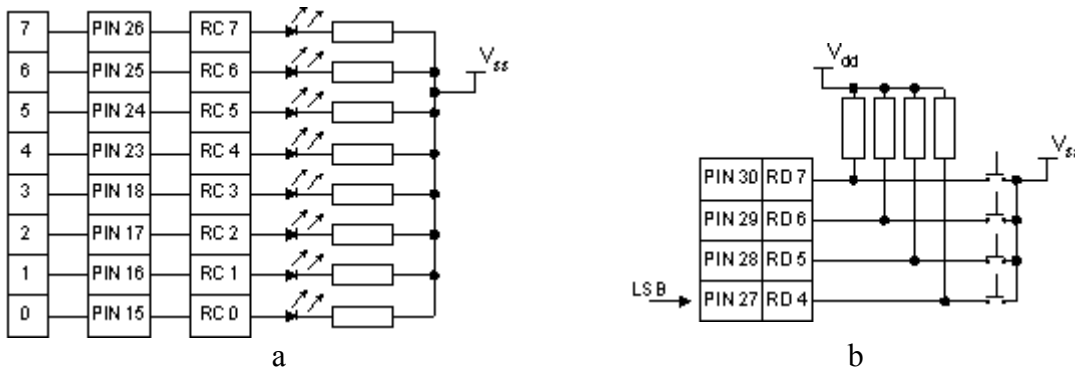 7 PIN 26 RC 7
6 PIN 25 RC 6
Vss
5 PIN 24 RC 5
4 PIN 23 RC 4
3 PIN 18 RC 3
2 PIN 17 RC 2
1 PIN 16 RC 1
0 PIN 15 RC 0
a
Vdd
PIN 30 RD 7
PIN 29 RD 6
PIN 28 RD 5
LSB PIN 27 RD 4
b